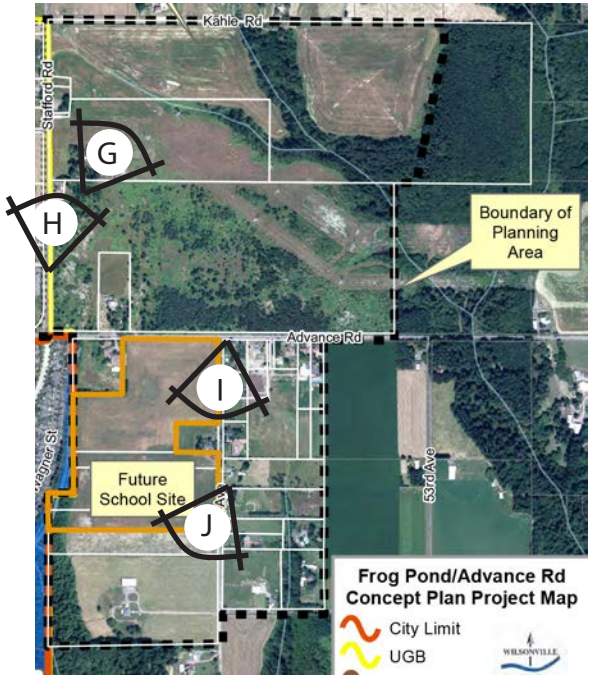 Kahle Rd
Stafford Rd
G
H
Boundary of
Planning
Area
Advance Rd
I
Wagner St
Future
School Site
J
Ave
53rd Ave
Frog Pond/Advance Rd
Concept Plan Project Map
City Limit
UGB
WILSONVILLE